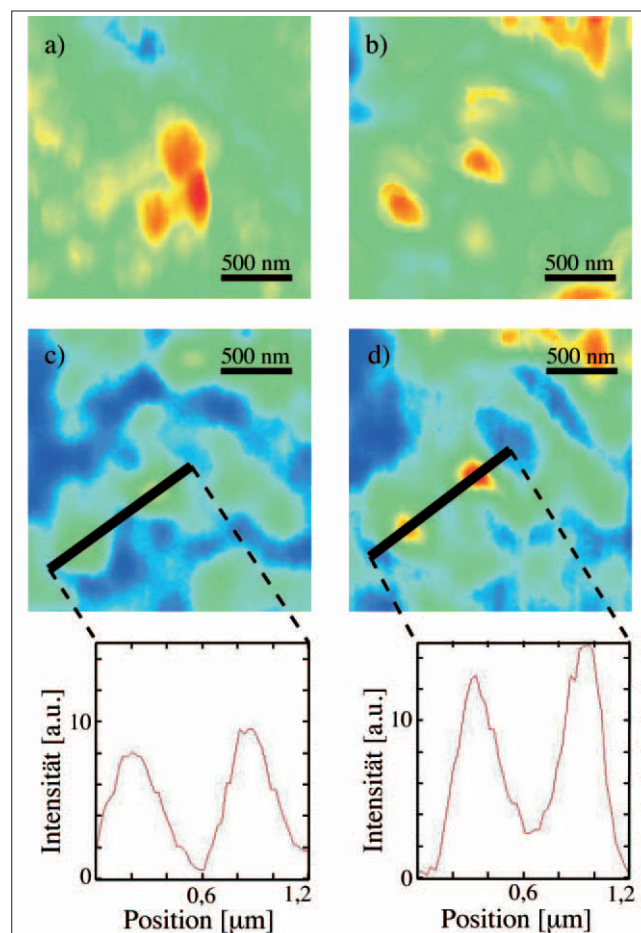 a)
500 nm
b)
500 nm
c)
500 nm
d)
500 nm
Intensität [a.u.]
10
0
0,6
1,2
Position [µm]
Intensität [a.u.]
10
0
0,6
1,2
Position [µm]